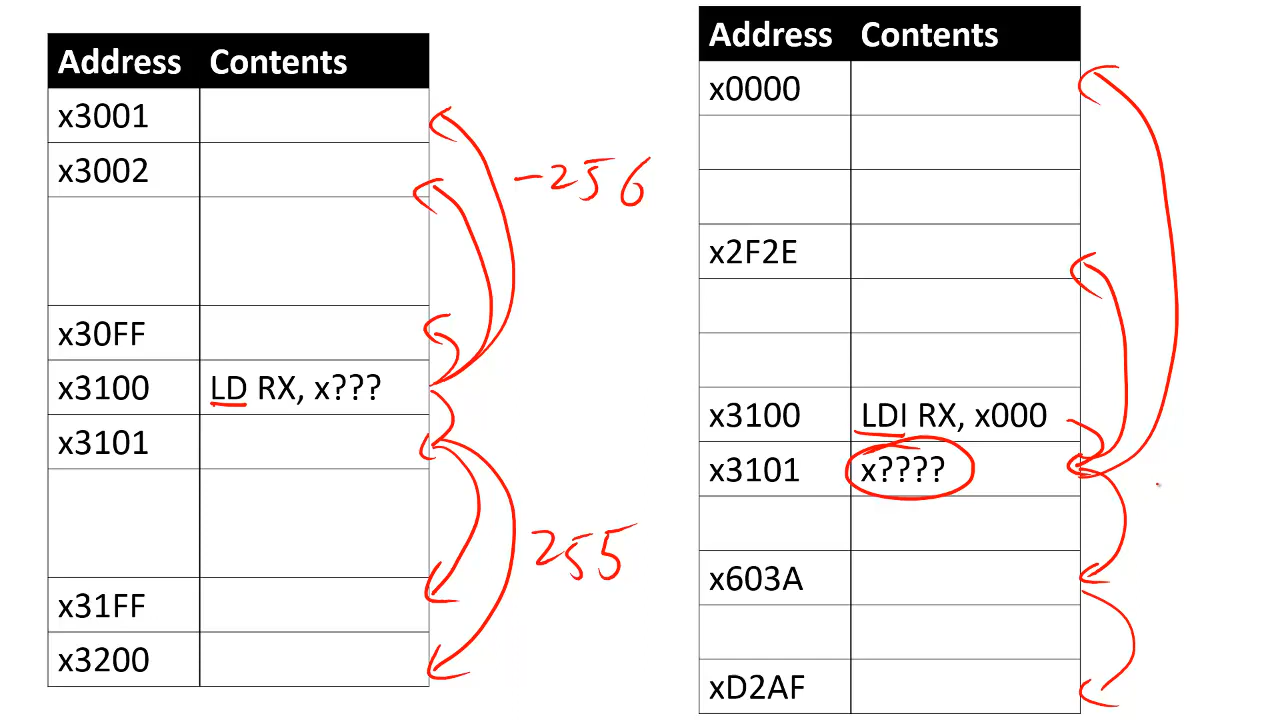 Address Contents
x3001
x3002
x30FF
x3100 LD RX, x???
x3101
x31FF
x3200
-256
255
Address Contents
x0000
x2F2E
x3100 LDI RX, x000
x3101 x????
x603A
xD2AF